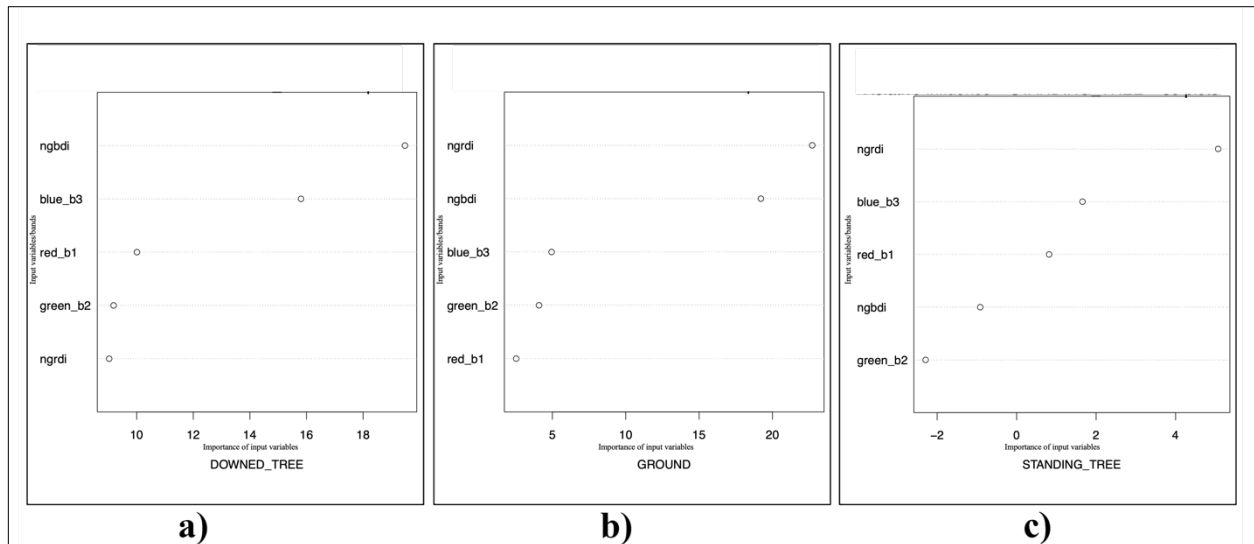 ngbdi
blue_b3
red_b1
green_b2
ngrdi
Input variables/bands
10 12 14 16 18
Importance of input variables
DOWNED_TREE
a)
ngrdi
ngbdi
blue_b3
green_b2
red_b1
Input variables/bands
5 10 15 20
Importance of input variables
GROUND
b)
ngrdi
blue_b3
red_b1
ngbdi
green_b2
Input variables/bands
−2 0 2 4
Importance of input variables
STANDING_TREE
c)